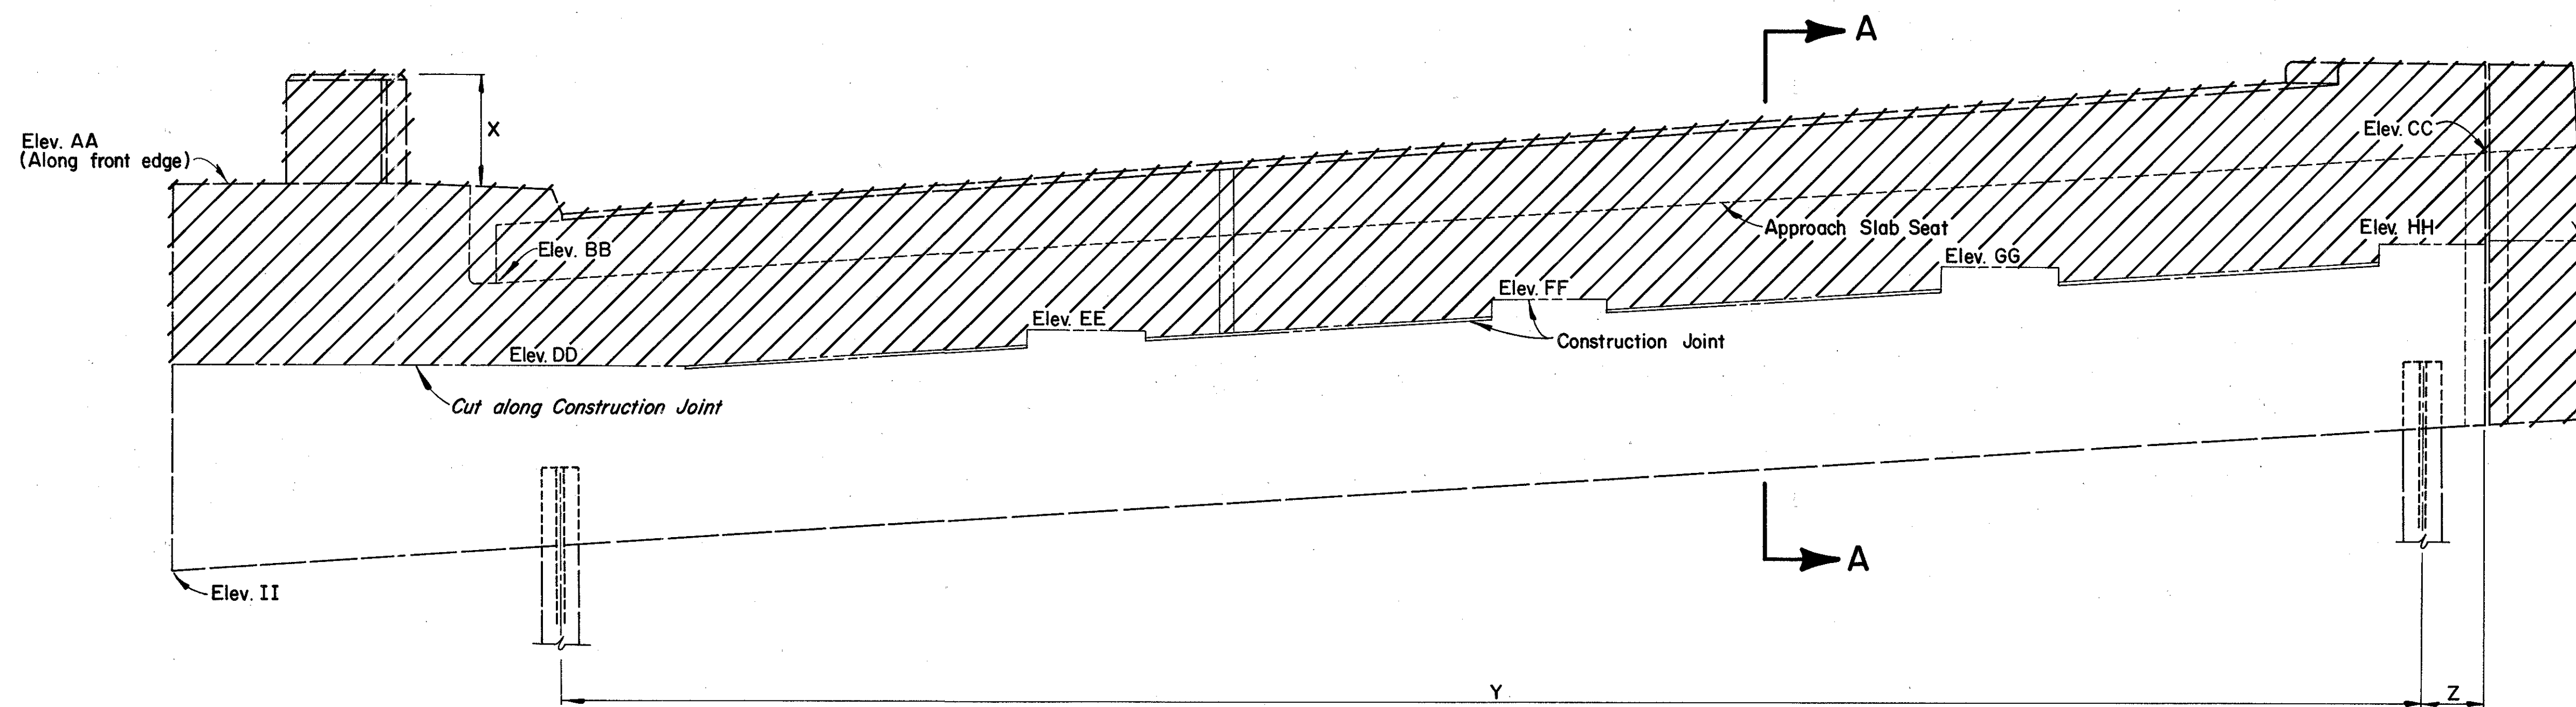 A
X
Elev. AA
(Along front edge)
Elev. CC
Approach Slab Seat
Elev. HH
Elev. BB
Elev. GG
Elev. FF
Elev. EE
Construction Joint
Elev. DD
Cut along Construction Joint
A
Elev. II
Y
Z